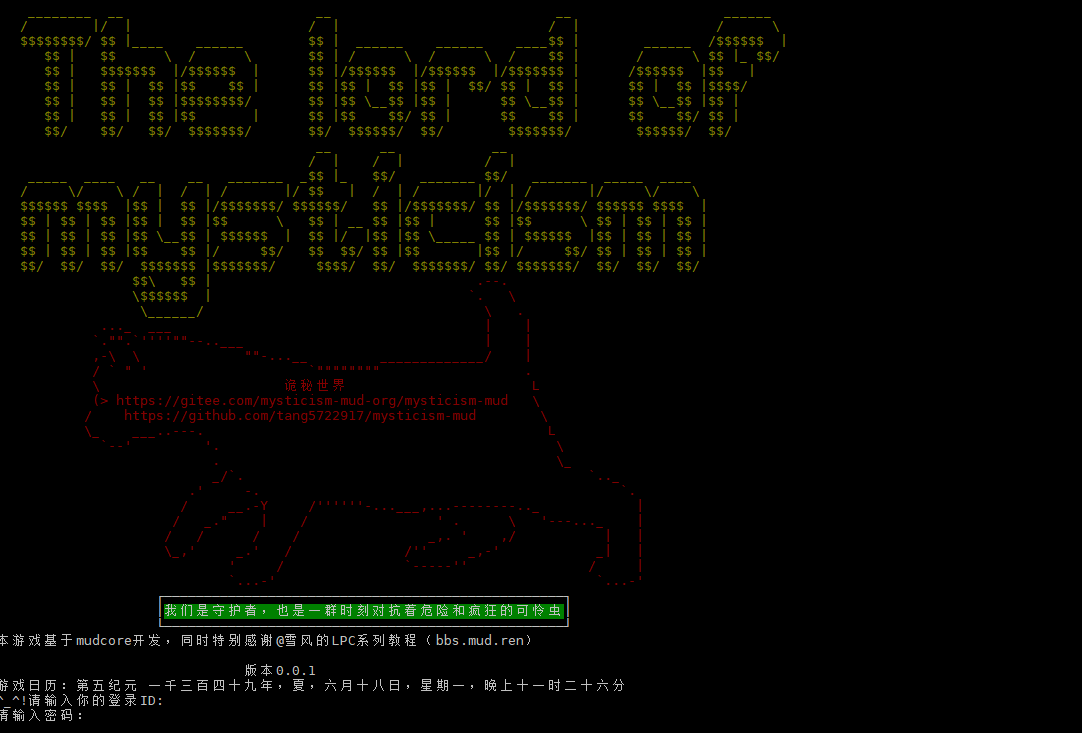 The lord of
mysticism
诡秘世界
https://gitee.com/mysticism-mud-org/mysticism-mud
https://github.com/tang5722917/mysticism-mud
我们是守护者，也是一群时刻对抗着危险和疯狂的可怜虫
本游戏基于mudcore开发，同时特别感谢@雪风的LPC系列教程（bbs.mud.ren）
版本0.0.1
游戏日历：第五纪元 一千三百四十九年，夏，六月十八日，星期一，晚上十一时二十六分
^_^!请输入你的登录ID:
请输入密码：